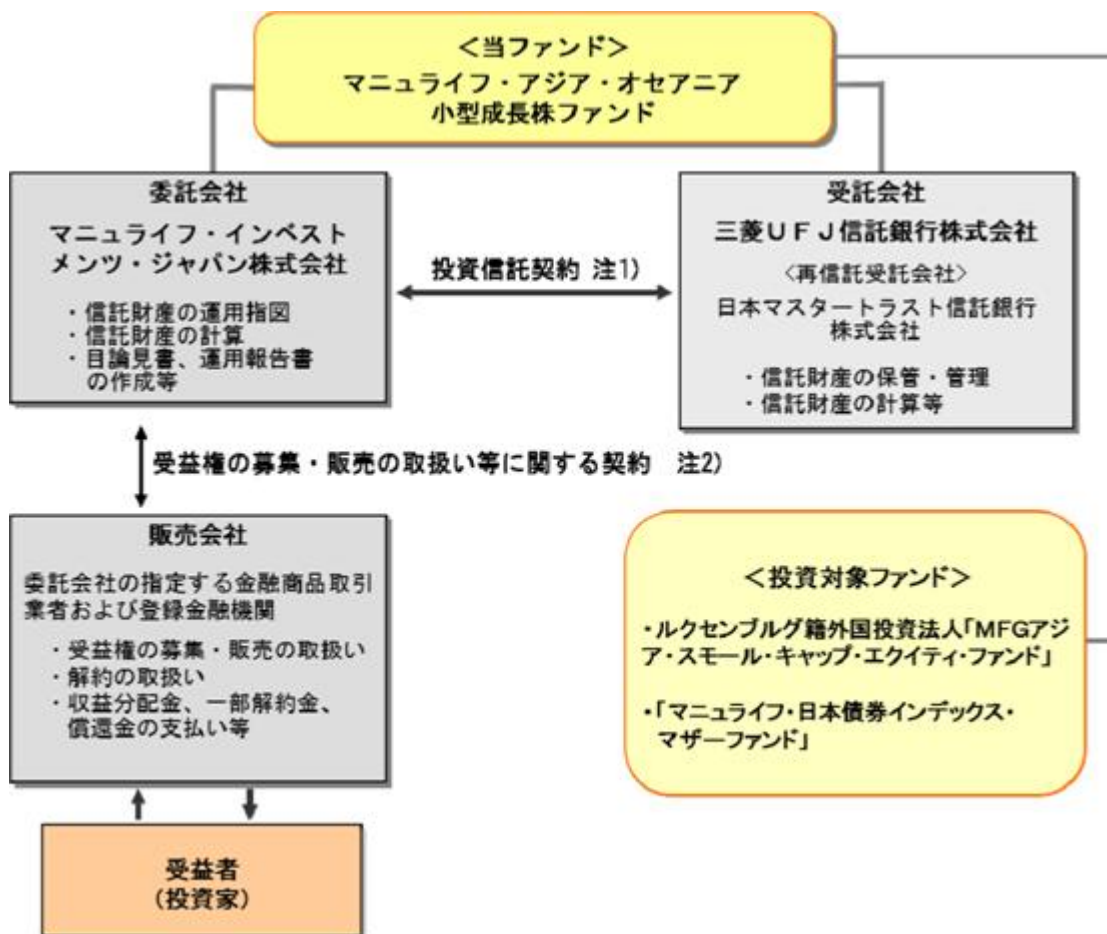 ＜当ファンド＞
マニュライフ・アジア・オセアニア
小型成長株ファンド
委託会社
マニュライフ・インベスト
メンツ・ジャパン株式会社
・信託財産の運用指図
・信託財産の計算
・目論見書、運用報告書
の作成等
投資信託契約 注1)
受託会社
三菱ＵＦＪ信託銀行株式会社
〈再信託受託会社〉
日本マスタートラスト信託銀行
株式会社
・信託財産の保管・管理
・信託財産の計算等
受益権の募集・販売の取扱い等に関する契約　注2)
販売会社
委託会社の指定する金融商品取引
業者および登録金融機関
・受益権の募集・販売の取扱い
・解約の取扱い
・収益分配金、一部解約金、
償還金の支払い等
＜投資対象ファンド＞
・ルクセンブルグ籍外国投資法人「MFGアジ
ア・スモール・キャップ・エクイティ・ファンド」
・「マニュライフ・日本債券インデックス・
マザーファンド」
受益者
(投資家)